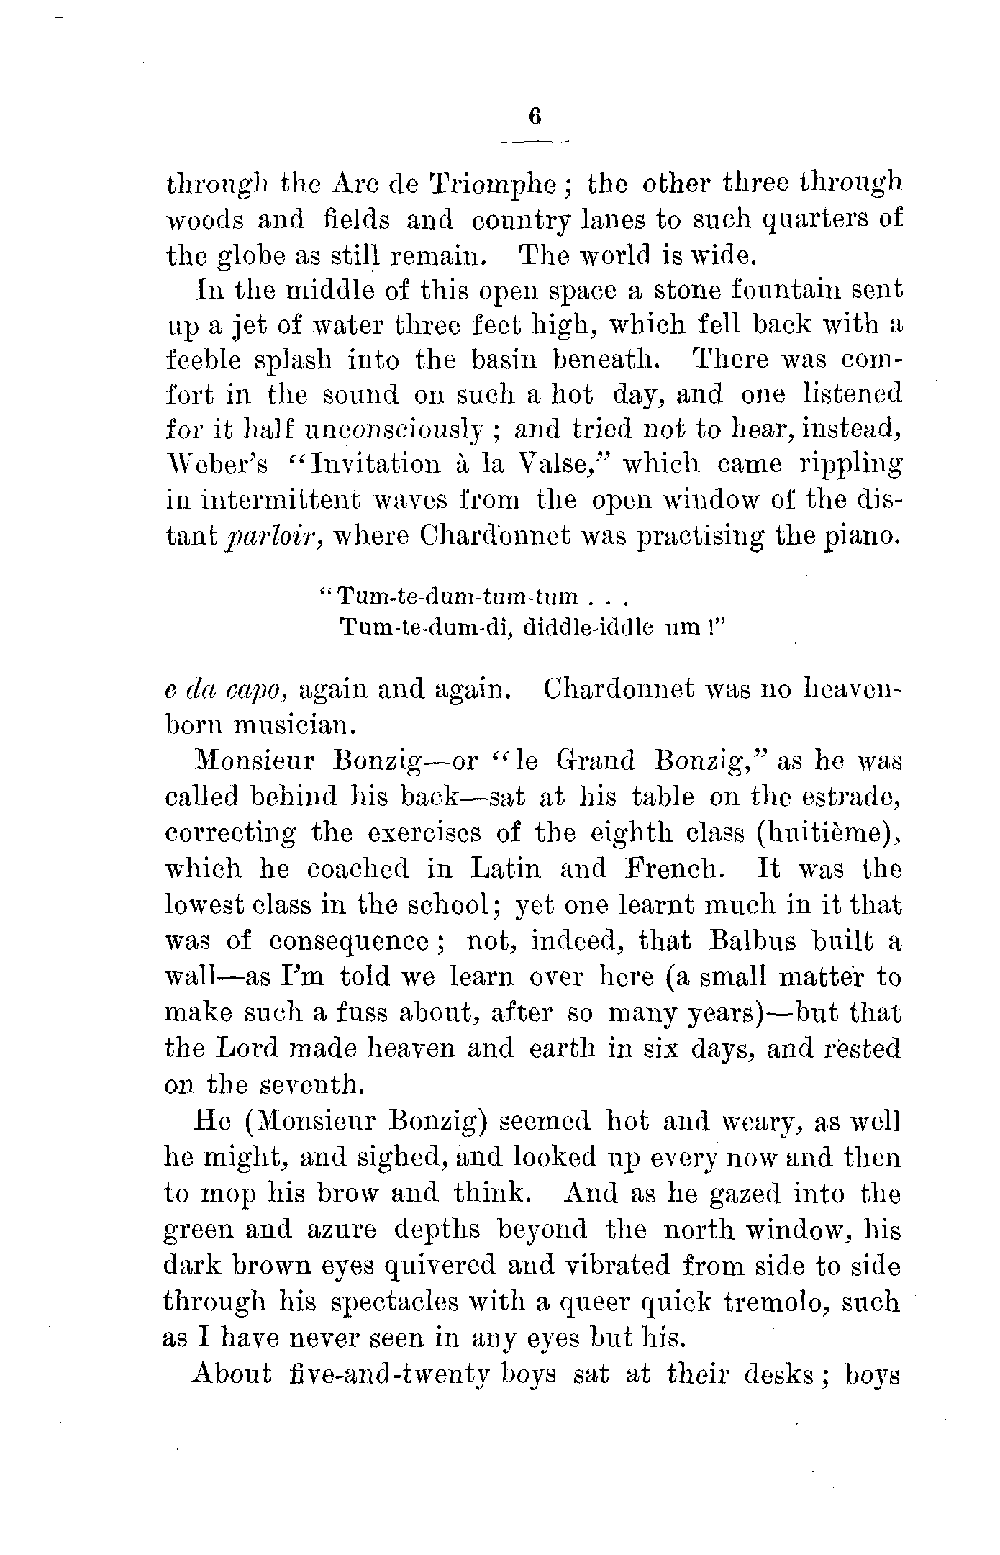 6
through the Arc de Triomphe; the other three through
woods and fields and country lanes to such quarters of
the globe as still remain. The world is wide.
In the middle of this open space a stone fountain sent
up a jet of water three feet high, which fell back with a
feeble splash into the basin beneath. There was com-
fort in the sound on such a hot day, and one listened
for it half unconsciously; and tried not to hear, instead,
Weber's "Invitation à la Valse," which came rippling
in intermittent waves from the open window of the dis-
tant parloir, where Chardonnet was practising the piano.
"Tum-te-dum-tum-tum . . .
Tum-te-dum-di, diddle-iddle um!"
e da capo, again and again. Chardonnet was no heaven-
born musician.
Monsieur Bonzig—or "le Grand Bonzig," as he was
called behind his back—sat at his table on the estrade,
correcting the exercises of the eighth class (huitième),
which he coached in Latin and French. It was the
lowest class in the school; yet one learnt much in it that
was of consequence; not, indeed, that Balbus built a
wall—as I'm told we learn over here (a small matter to
make such a fuss about, after so many years)—but that
the Lord made heaven and earth in six days, and rested
on the seventh.
He (Monsieur Bonzig) seemed hot and weary, as well
he might, and sighed, and looked up every now and then
to mop his brow and think. And as he gazed into the
green and azure depths beyond the north window, his
dark brown eyes quivered and vibrated from side to side
through his spectacles with a queer quick tremolo, such
as I have never seen in any eyes but his.
About five-and-twenty boys sat at their desks; boys